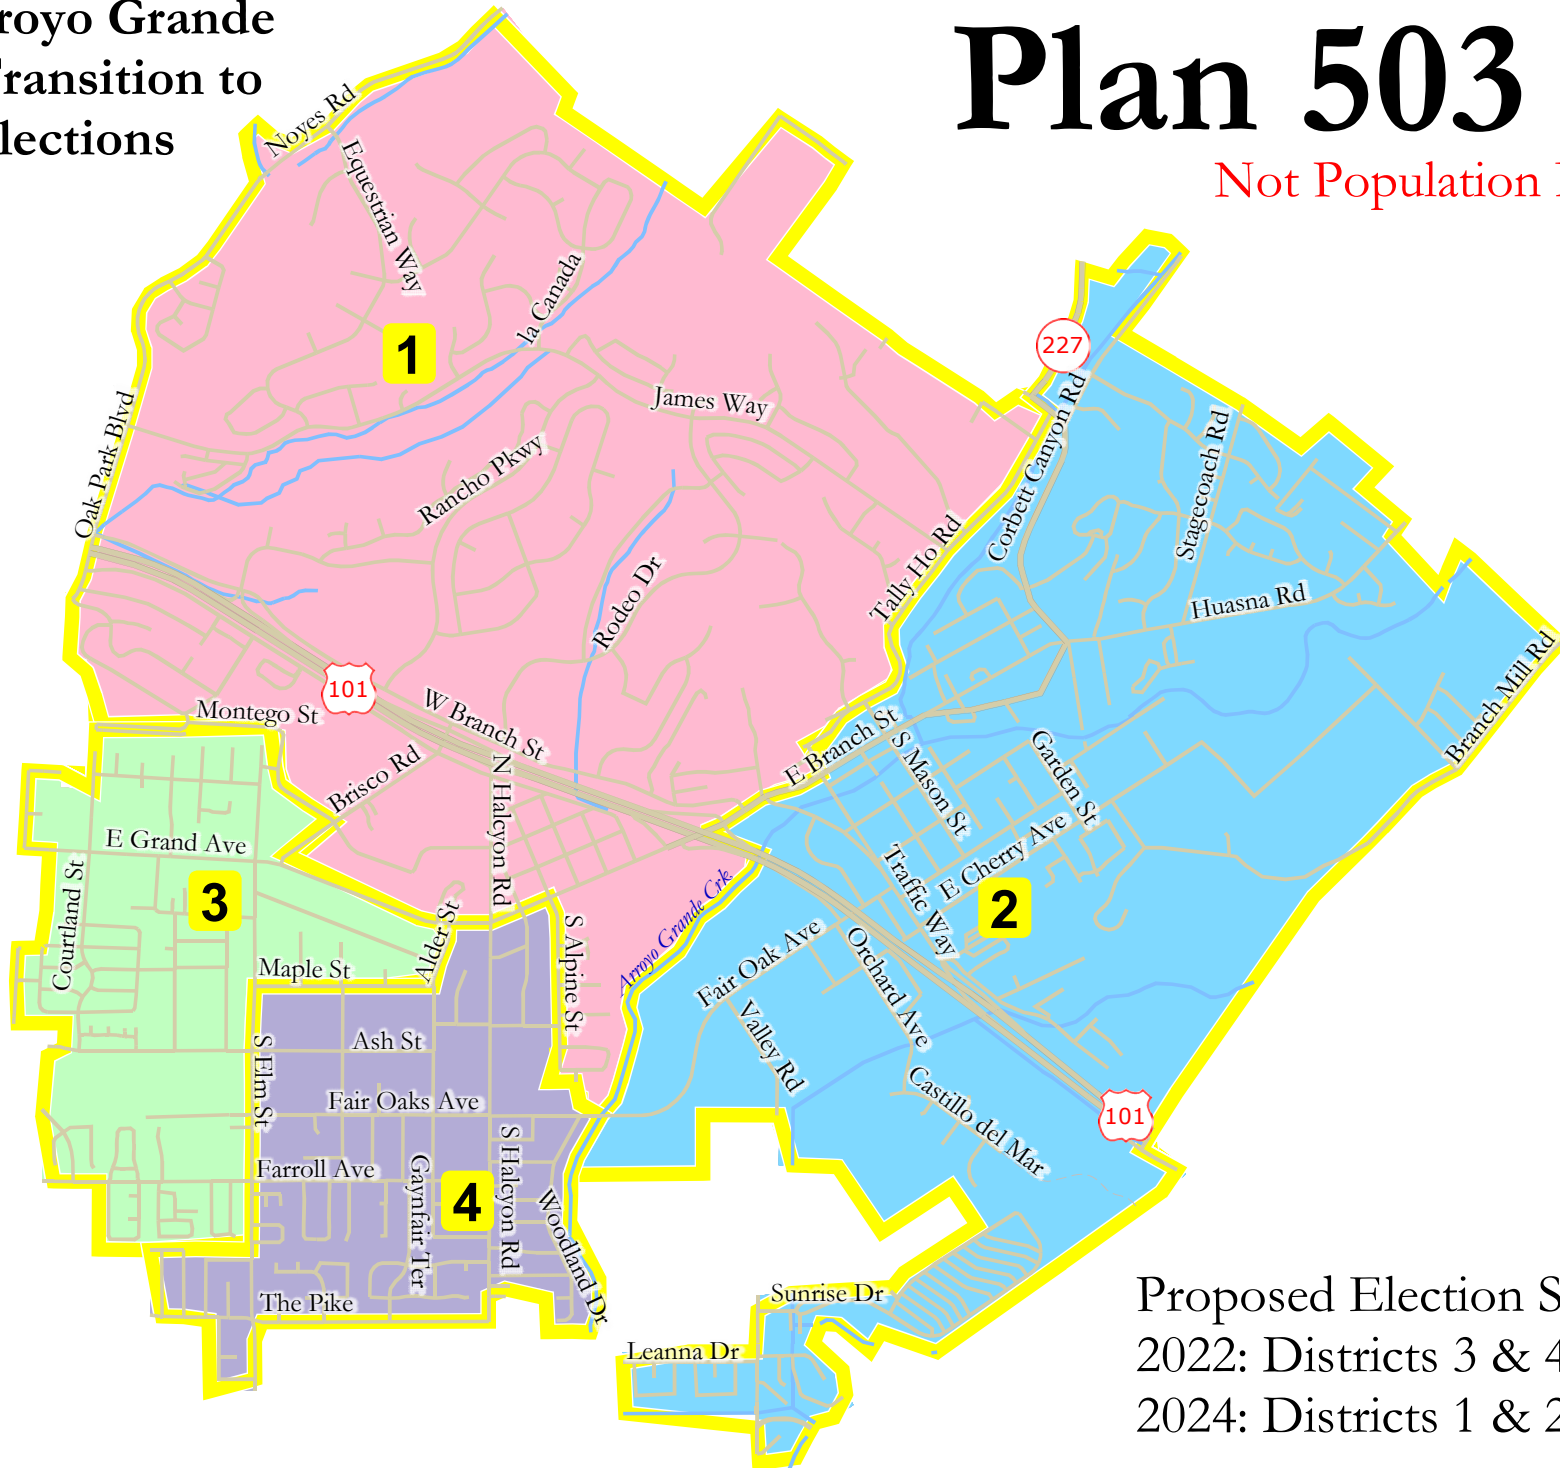 royo Grande
ransition to
lections
Plan 503
Not Population
Noyes Rd
Equestrian Way
la Canada
1
227
James Way
Oak Park Blvd
Rancho Pkwy
Corbett Canyon Rd
Stagecoach Rd
Tally Ho Rd
Rodeo Dr
Huasna Rd
101
Montego St
W Branch St
Branch Mill Rd
Brisco Rd
N Halcyon Rd
E Branch St
S Mason St
Garden St
E Grand Ave
Courtland St
3
E Cherry Ave
Traffic Way
2
Arroyo Grande Crk.
Alder St
S Alpine St
Maple St
Fair Oak Ave
Orchard Ave
Valley Rd
Ash St
S Elm St
Castillo del Mar
101
Fair Oaks Ave
Farroll Ave
Gaynfair Ter
4
S Halcyon Rd
Woodland Dr
The Pike
Sunrise Dr
Leanna Dr
Proposed Election S
2022: Districts 3 & 4
2024: Districts 1 & 2